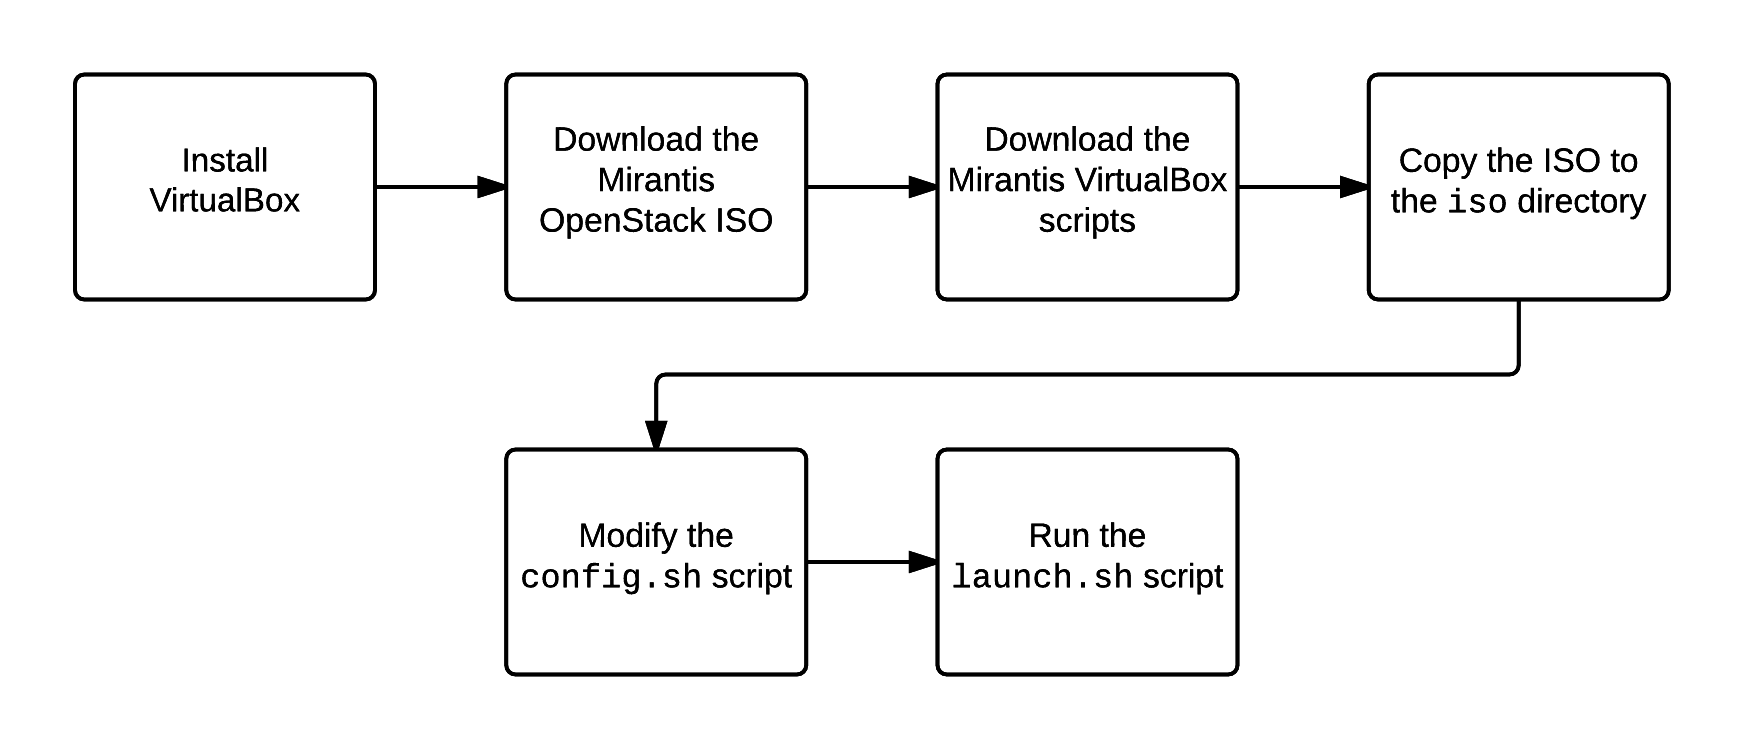 Install
VirtualBox
Download the
Mirantis
OpenStack ISO
Download the
Mirantis VirtualBox
scripts
Copy the ISO to
the iso directory
Modify the
config.sh script
Run the
launch.sh script